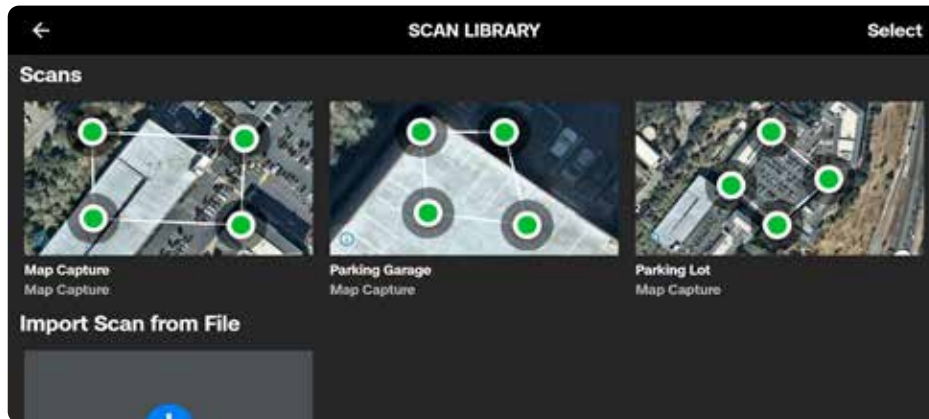 SCAN LIBRARY
Select
Scans
Map Capture
Map Capture
Parking Garage
Map Capture
Parking Lot
Map Capture
Import Scan from File